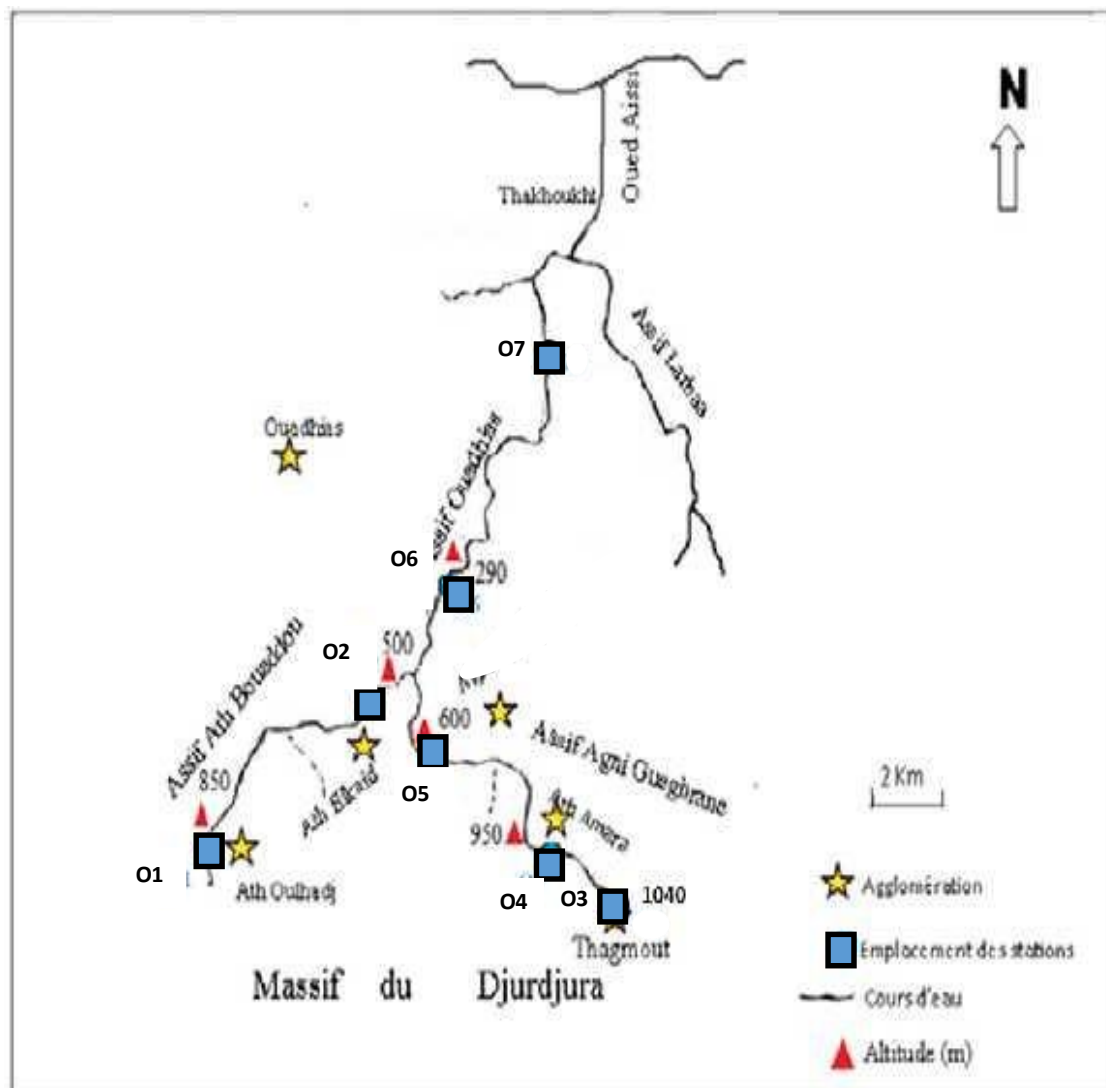 N
Oued Aissi
Thakhoukht
Assif Larbaa
O7
Ouadhias
Assif Ouadhias
O6
290
Assif Ath Bouaddou
O2
500
600
Assif Agni Gueghrane
2 Km
850
Ath Elkaid
O5
Ath Amara
950
O1
Ath Oulhadj
O4
O3
1040
Thagmout
Massif du Djurdjura
Agglomération
Emplacement des stations
Cours d'eau
Altitude (m)